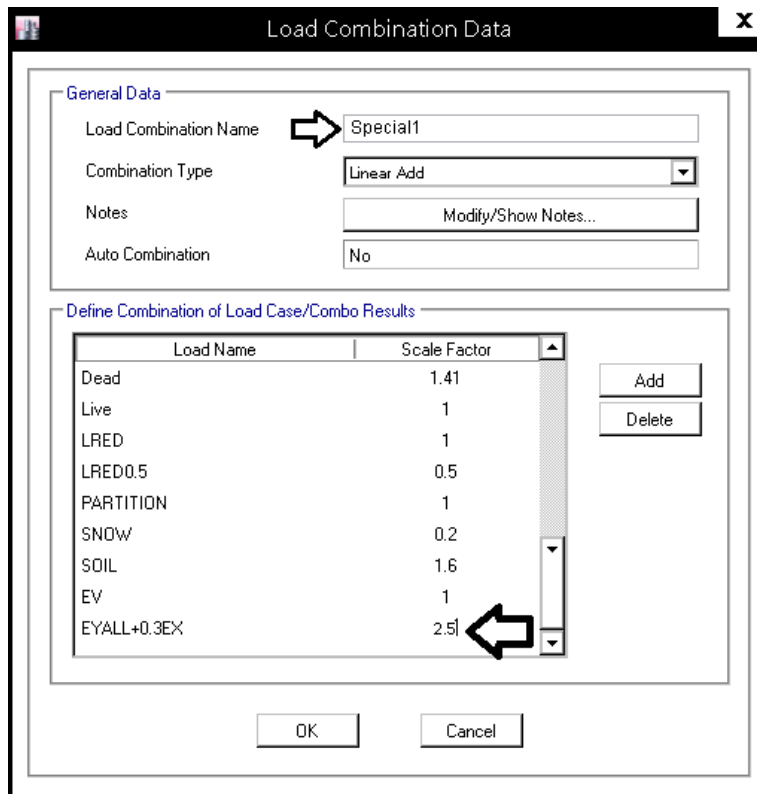 Load Combination Data
X
General Data
Load Combination Name Special1
Combination Type Linear Add
Notes Modify/Show Notes...
Auto Combination No
Define Combination of Load Case/Combo Results
Load Name Scale Factor
Dead 1.41 Add
Live 1 Delete
LRED 1
LRED0.5 0.5
PARTITION 1
SNOW 0.2
SOIL 1.6
EV 1
EYALL+0.3EX 2.5
OK Cancel